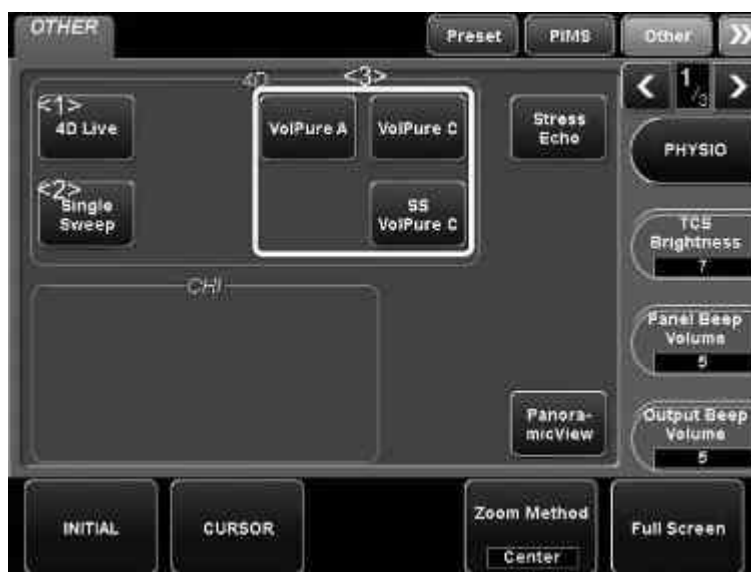 OTHER
Preset
PIMS
Other
4D
<3>
1/3
<1>
4D Live
VolPure A
VolPure C
Stress
Echo
PHYSIO
<2>
Single
Sweep
SS
VolPure C
TCS
Brightness
7
CHI
Panel Beep
Volume
5
Panora-
micView
Output Beep
Volume
5
INITIAL
CURSOR
Zoom Method
Center
Full Screen